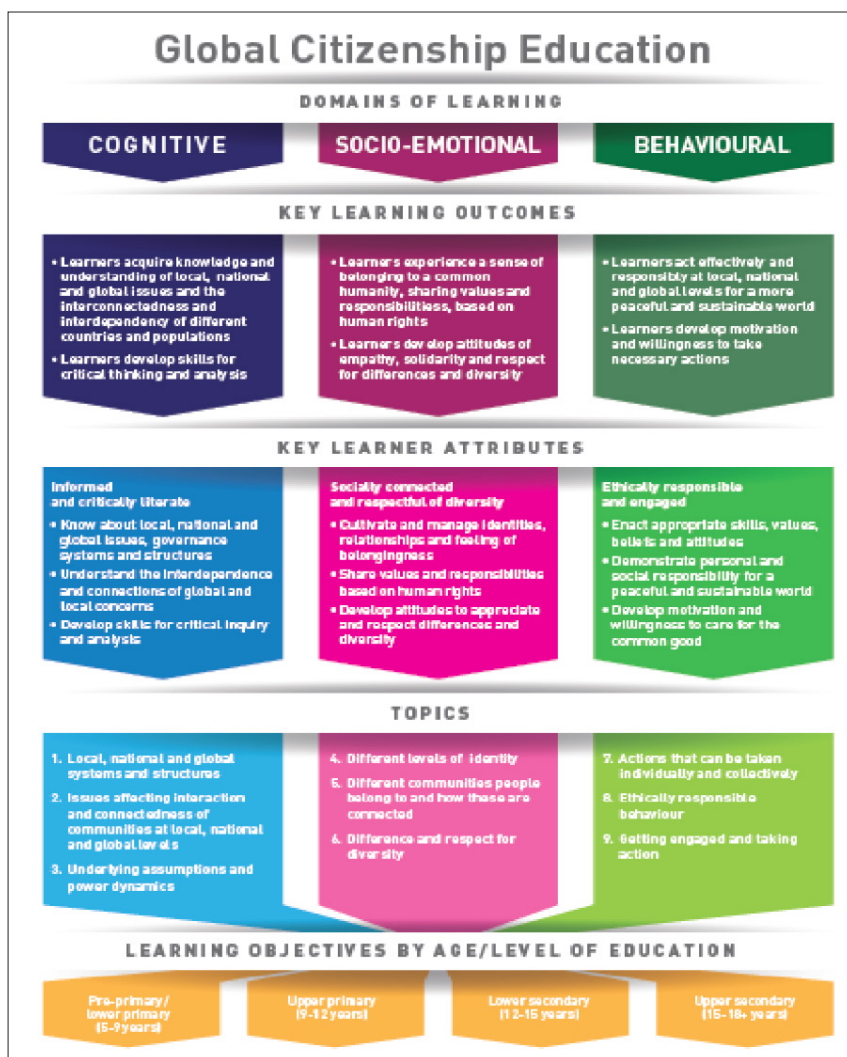 Global Citizenship Education
DOMAINS OF LEARNING
COGNITIVE
SOCIO-EMOTIONAL
BEHAVIOURAL
KEY LEARNING OUTCOMES
• Learners acquire knowledge and
understanding of local, national
and global issues and the
interconnectedness and
interdependency of different
countries and populations
• Learners develop skills for
critical thinking and analysis
• Learners experience a sense of
belonging to a common
humanity, sharing values and
responsibilitiess, based on
human rights
• Learners develop attitudes of
empathy, solidarity and respect
for differences and diversity
• Learners act effectively and
responsibly at local, national
and global levels for a more
peaceful and sustainable world
• Learners develop motivation
and willingness to take
necessary actions
KEY LEARNER ATTRIBUTES
Informed
and critically literate
• Know about local, national and
global issues, governance
systems and structures
• Understand the interdependence
and connections of global and
local concerns
• Develop skills for critical inquiry
and analysis
Socially connected
and respectful of diversity
• Cultivate and manage identities,
relationships and feeling of
belongingness
• Share values and responsibilities
based on human rights
• Develop attitudes to appreciate
and respect differences and
diversity
Ethically responsible
and engaged
• Enact appropriate skills, values,
beliefs and attitudes
• Demonstrate personal and
social responsibility for a
peaceful and sustainable world
• Develop motivation and
willingness to care for the
common good
TOPICS
1. Local, national and global
systems and structures
2. Issues affecting interaction
and connectedness of
communities at local, national
and global levels
3. Underlying assumptions and
power dynamics
4. Different levels of identity
5. Different communities people
belong to and how these are
connected
6. Difference and respect for
diversity
7. Actions that can be taken
individually and collectively
8. Ethically responsible
behaviour
9. Getting engaged and taking
action
LEARNING OBJECTIVES BY AGE/LEVEL OF EDUCATION
Pre-primary/
lower primary
(5-9 years)
Upper primary
(9-12 years)
Lower secondary
(12-15 years)
Upper secondary
(15-18+ years)